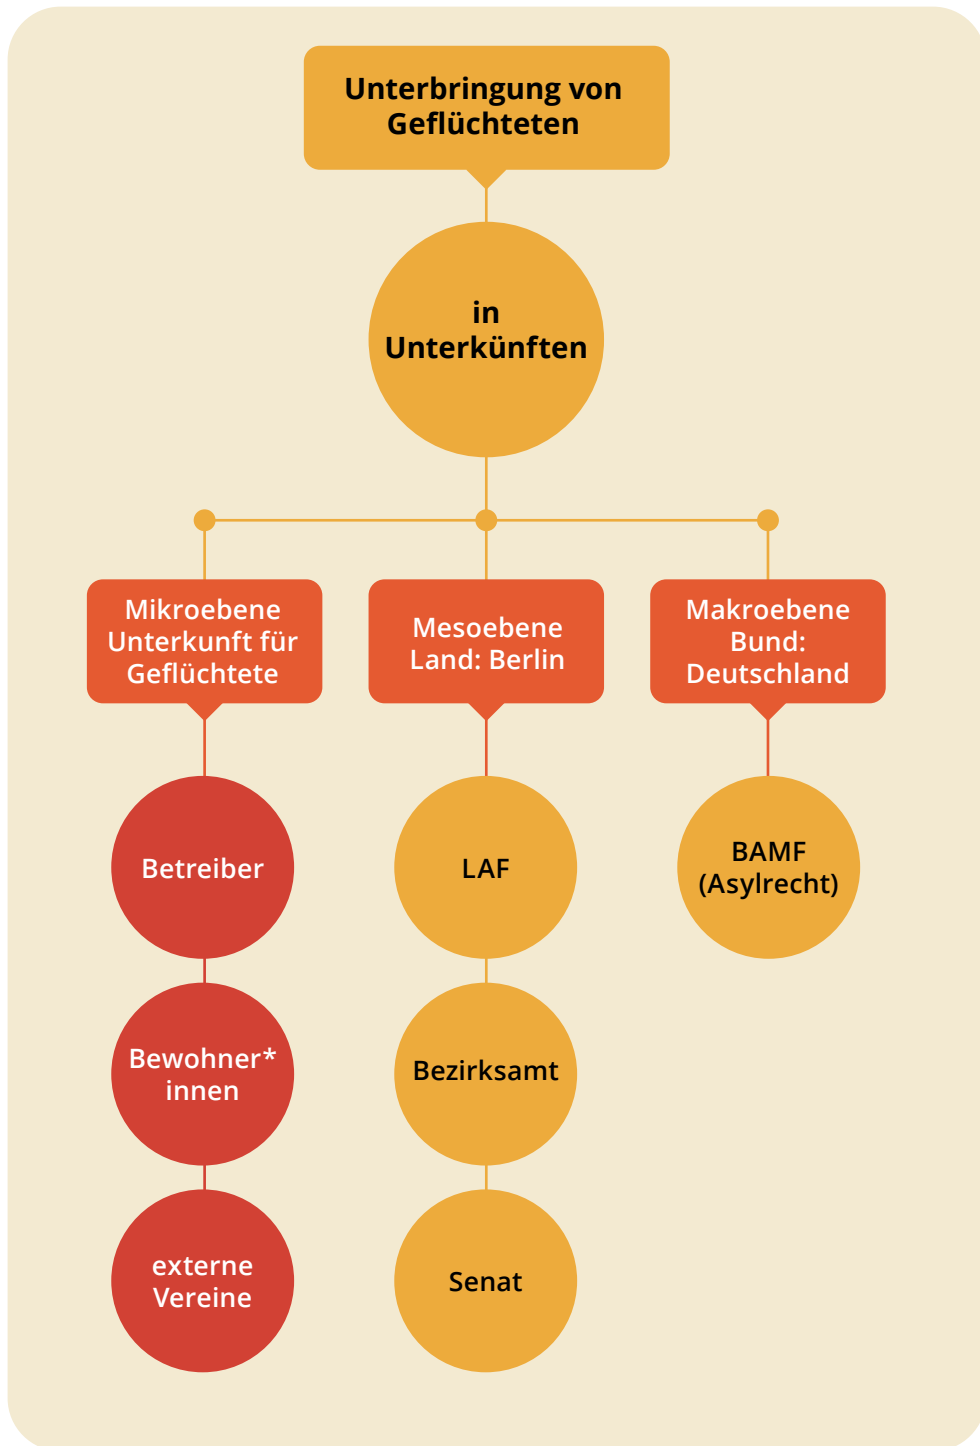 Unterbringung von
Geflüchteten
in
Unterkünften
Mikroebene
Unterkunft für
Geflüchtete
Betreiber
Bewohner*
innen
externe
Vereine
Mesoebene
Land: Berlin
LAF
Bezirksamt
Senat
Makroebene
Bund:
Deutschland
BAMF
(Asylrecht)